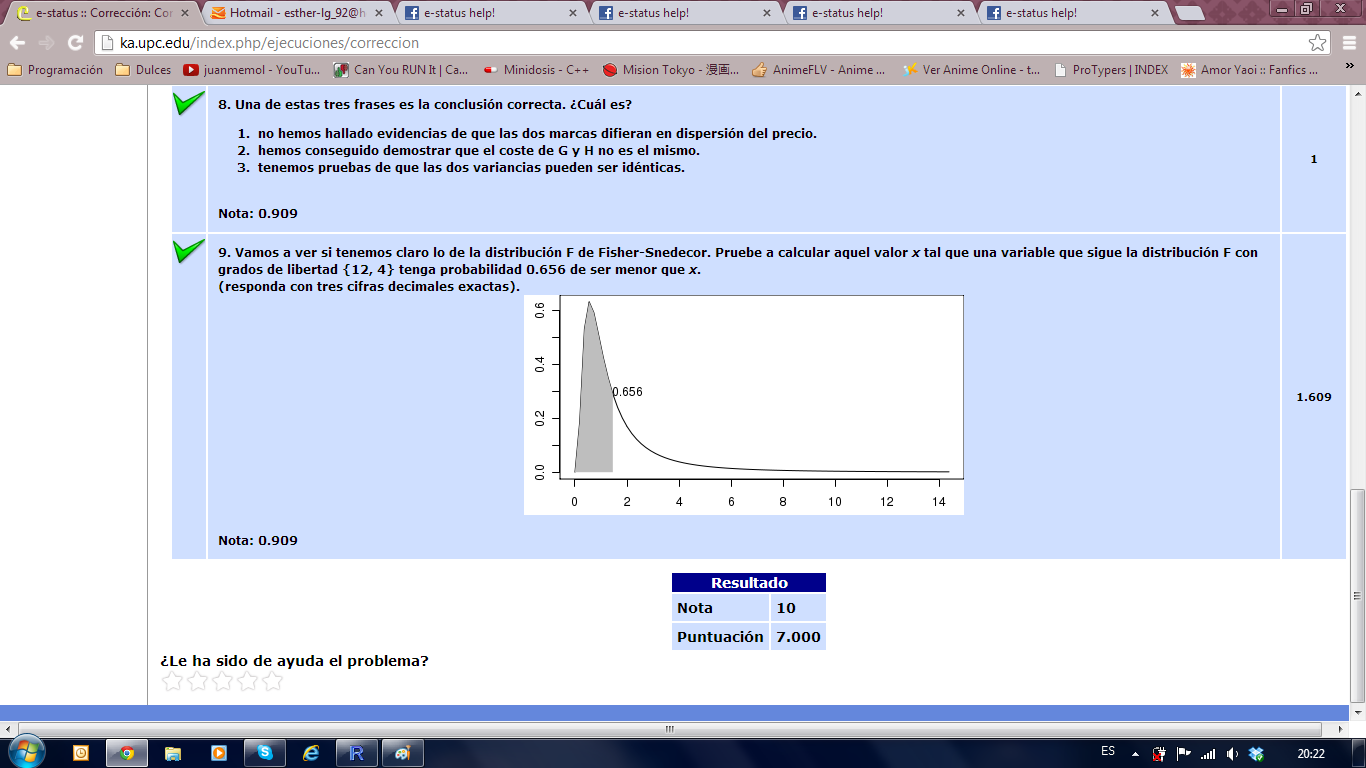 e-status :: Corrección: Cor
Hotmail - esther-lg_92@h
e-status help!
e-status help!
e-status help!
e-status help!
ka.upc.edu/index.php/ejecuciones/correccion
Programación
Dulces
juanmemol - YouTu...
Can You RUN It | Ca...
Minidosis - C++
Mision Tokyo - 漫画...
AnimeFLV - Anime ...
Ver Anime Online - t...
ProTypers | INDEX
Amor Yaoi :: Fanfics ...
»
8. Una de estas tres frases es la conclusión correcta. ¿Cuál es?
1. no hemos hallado evidencias de que las dos marcas difieran en dispersión del precio.
2. hemos conseguido demostrar que el coste de G y H no es el mismo.
3. tenemos pruebas de que las dos variancias pueden ser idénticas.
1
Nota: 0.909
9. Vamos a ver si tenemos claro lo de la distribución F de Fisher-Snedecor. Pruebe a calcular aquel valor x tal que una variable que sigue la distribución F con
grados de libertad {12, 4} tenga probabilidad 0.656 de ser menor que x.
(responda con tres cifras decimales exactas).
0.6
0.4
0.2
0.0
0.656
0 2 4 6 8 10 12 14
1.609
Nota: 0.909
Resultado
Nota 10
Puntuación 7.000
¿Le ha sido de ayuda el problema?
ES
20:22